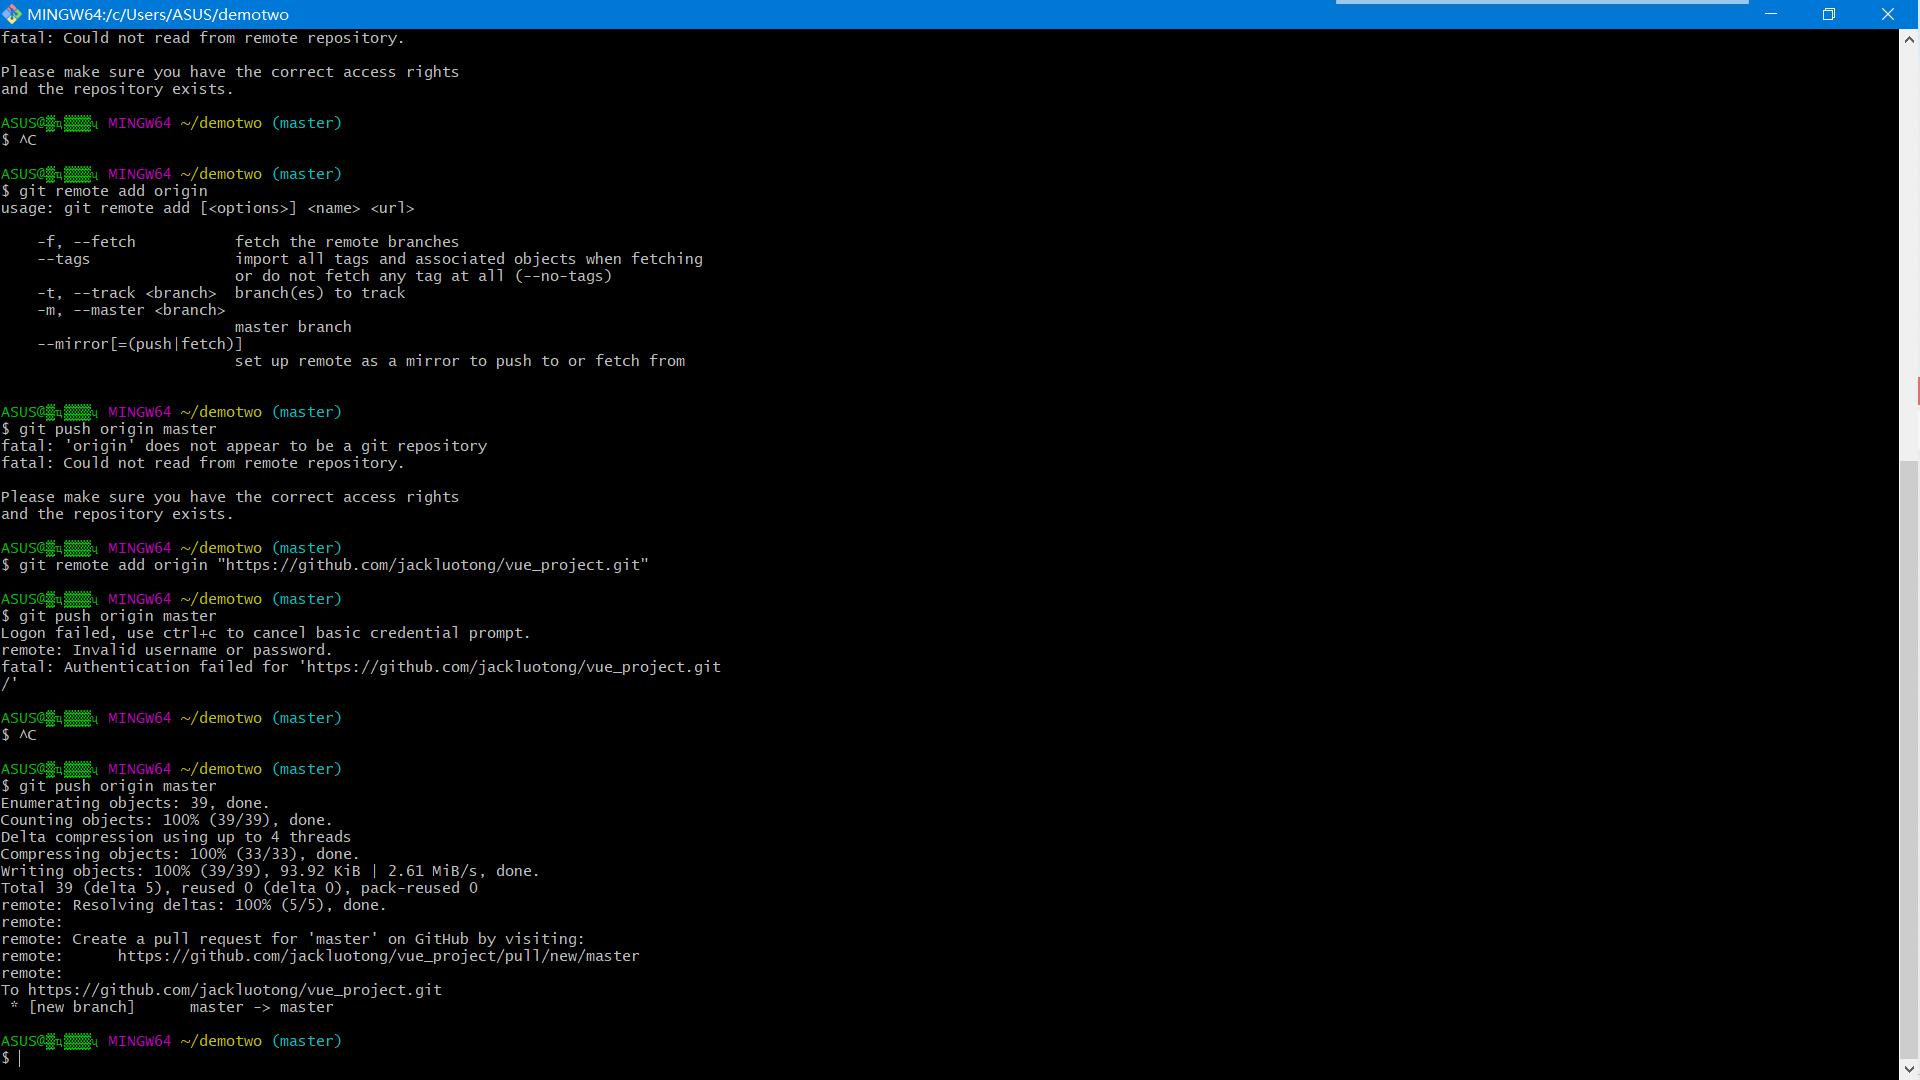 MINGW64:/c/Users/ASUS/demotwo
fatal: Could not read from remote repository.
Please make sure you have the correct access rights
and the repository exists.
ASUS@ MINGW64 ~/demotwo (master)
$ ^C
ASUS@ MINGW64 ~/demotwo (master)
$ git remote add origin
usage: git remote add [<options>] <name> <url>
-f, --fetch fetch the remote branches
--tags import all tags and associated objects when fetching
or do not fetch any tag at all (--no-tags)
-t, --track <branch> branch(es) to track
-m, --master <branch>
master branch
--mirror[=(push|fetch)]
set up remote as a mirror to push to or fetch from
ASUS@ MINGW64 ~/demotwo (master)
$ git push origin master
fatal: 'origin' does not appear to be a git repository
fatal: Could not read from remote repository.
Please make sure you have the correct access rights
and the repository exists.
ASUS@ MINGW64 ~/demotwo (master)
$ git remote add origin "https://github.com/jackluotong/vue_project.git"
ASUS@ MINGW64 ~/demotwo (master)
$ git push origin master
Logon failed, use ctrl+c to cancel basic credential prompt.
remote: Invalid username or password.
fatal: Authentication failed for 'https://github.com/jackluotong/vue_project.git
/'
ASUS@ MINGW64 ~/demotwo (master)
$ ^C
ASUS@ MINGW64 ~/demotwo (master)
$ git push origin master
Enumerating objects: 39, done.
Counting objects: 100% (39/39), done.
Delta compression using up to 4 threads
Compressing objects: 100% (33/33), done.
Writing objects: 100% (39/39), 93.92 KiB | 2.61 MiB/s, done.
Total 39 (delta 5), reused 0 (delta 0), pack-reused 0
remote: Resolving deltas: 100% (5/5), done.
remote:
remote: Create a pull request for 'master' on GitHub by visiting:
remote: https://github.com/jackluotong/vue_project/pull/new/master
remote:
To https://github.com/jackluotong/vue_project.git
* [new branch] master -> master
ASUS@ MINGW64 ~/demotwo (master)
$